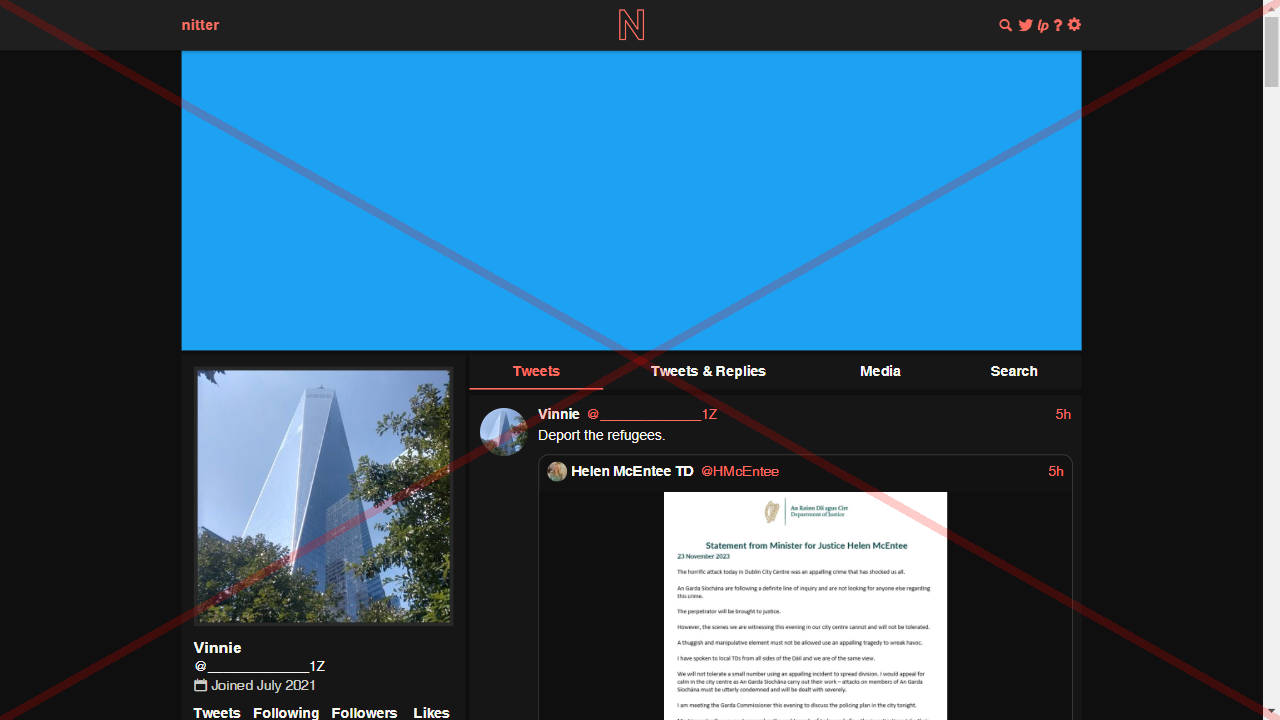 nitter
N
lp ?
Tweets Tweets & Replies Media Search
Vinnie @______________1Z 5h
Deport the refugees.
Helen McEntee TD @HMcEntee 5h
An Roinn Dlí agus Cirt
Department of Justice
Statement from Minister for Justice Helen McEntee
23 November 2023
The horrific attack today in Dublin City Centre was an appalling crime that has shocked us all.
An Garda Síochána are following a definite line of inquiry and are not looking for anyone else regarding
this crime.
The perpetrator will be brought to justice.
However, the scenes we are witnessing this evening in our city centre cannot and will not be tolerated.
A thuggish and manipulative element must not be allowed use an appalling tragedy to wreak havoc.
I have spoken to local TDs from all sides of the Dáil and we are of the same view.
We will not tolerate a small number using an appalling incident to spread division. I would appeal for
calm in the city centre as An Garda Síochána carry out their work – attacks on members of An Garda
Síochána must be utterly condemned and will be dealt with severely.
I am meeting the Garda Commissioner this evening to discuss the policing plan in the city tonight.
Vinnie
@______________1Z
Joined July 2021
Tweets Following Followers Likes